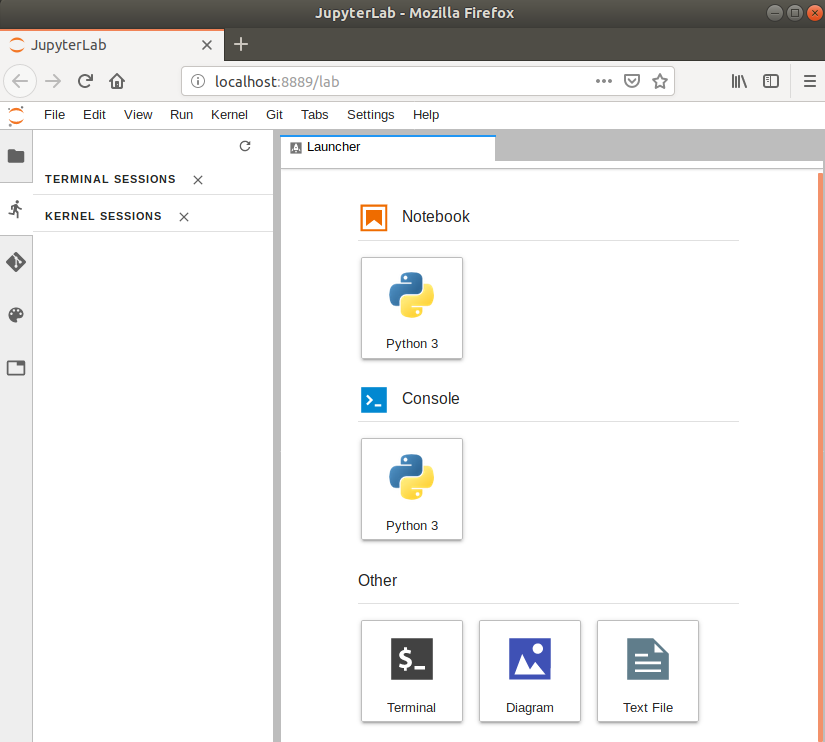 JupyterLab - Mozilla Firefox
JupyterLab
localhost:8889/lab
File Edit View Run Kernel Git Tabs Settings Help
Launcher
TERMINAL SESSIONS
KERNEL SESSIONS
Notebook
Python 3
Console
Python 3
Other
$_
Terminal Diagram Text File